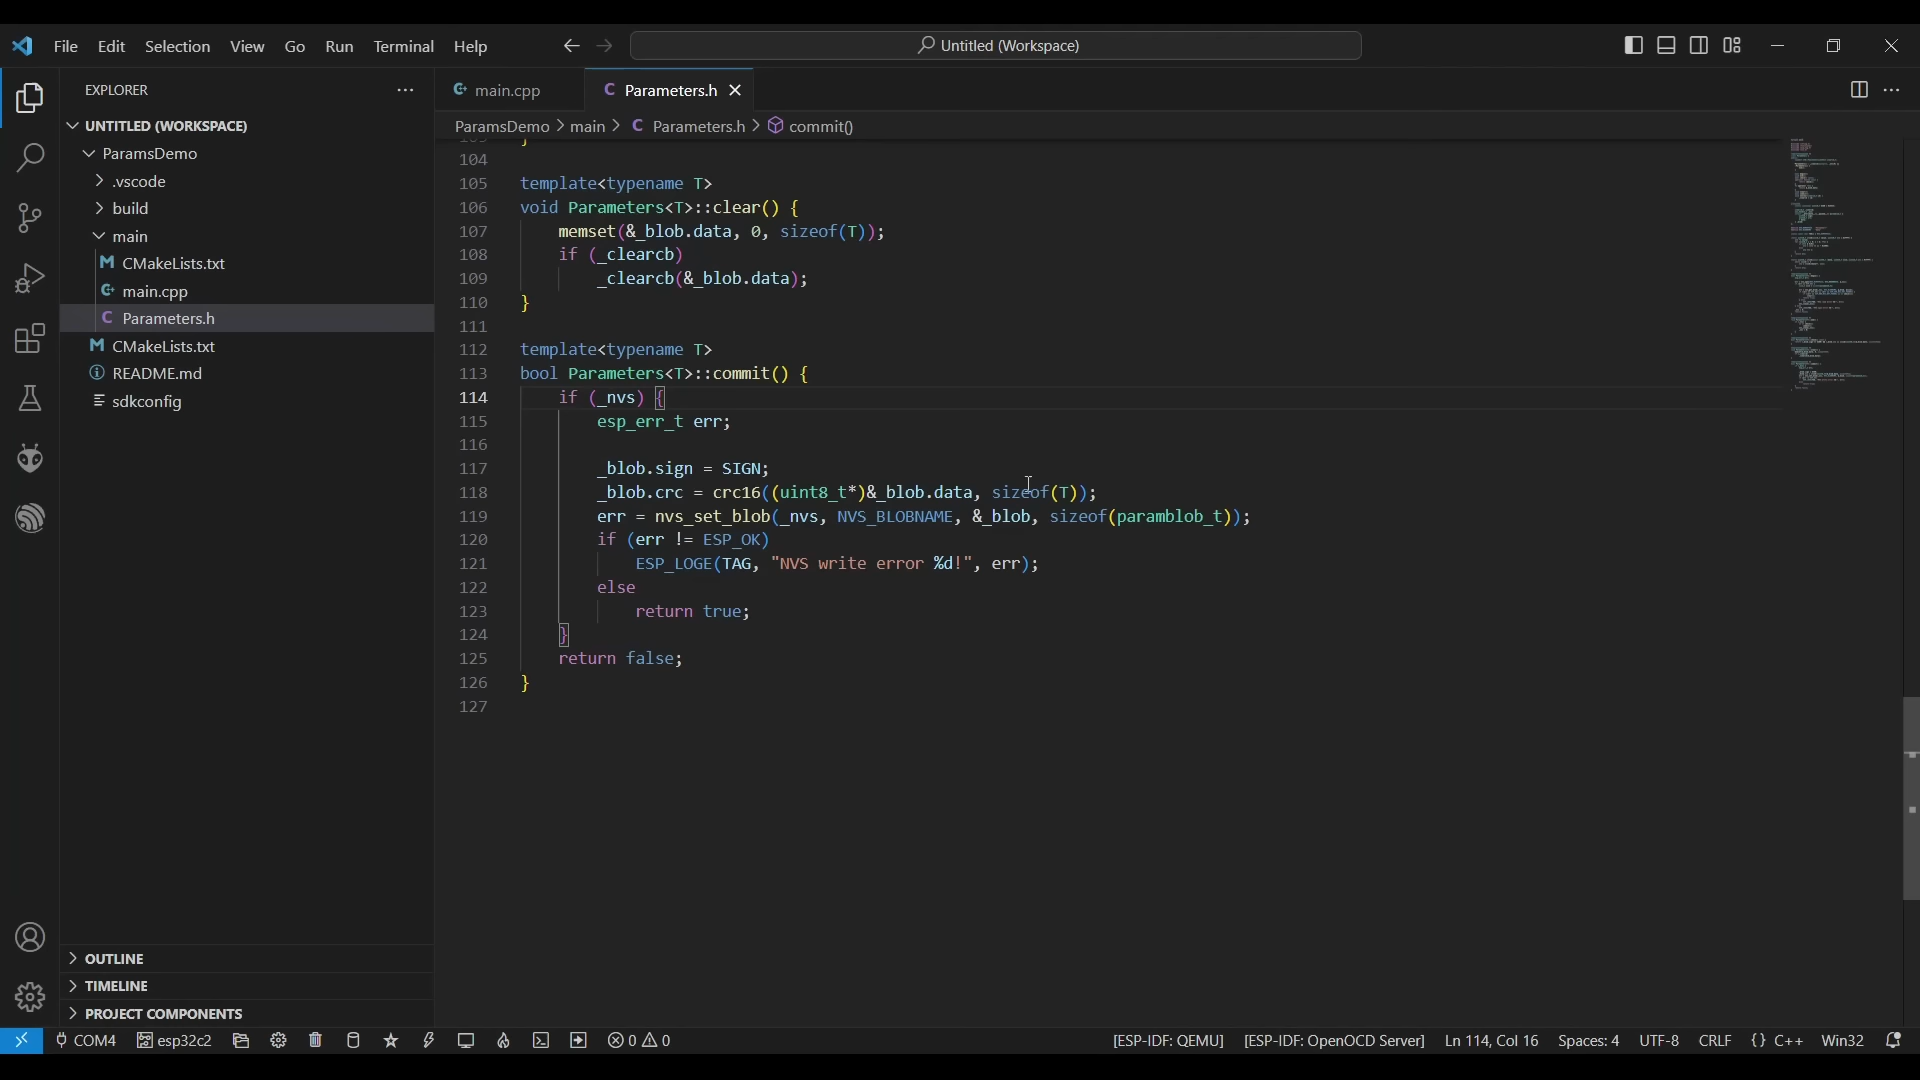 File Edit Selection View Go Run Terminal Help
Untitled (Workspace)
EXPLORER
UNTITLED (WORKSPACE)
ParamsDemo
.vscode
build
main
CMakeLists.txt
main.cpp
Parameters.h
CMakeLists.txt
README.md
sdkconfig
OUTLINE
TIMELINE
PROJECT COMPONENTS
main.cpp Parameters.h
ParamsDemo > main > C Parameters.h > commit()
104
105 template<typename T>
106 void Parameters<T>::clear() {
107 memset(&_blob.data, 0, sizeof(T));
108 if (_clearcb)
109 _clearcb(&_blob.data);
110 }
111
112 template<typename T>
113 bool Parameters<T>::commit() {
114 if (_nvs) {
115 esp_err_t err;
116
117 _blob.sign = SIGN;
118 _blob.crc = crc16((uint8_t*)&_blob.data, sizeof(T));
119 err = nvs_set_blob(_nvs, NVS_BLOBNAME, &_blob, sizeof(paramblob_t));
120 if (err != ESP_OK)
121 ESP_LOGE(TAG, "NVS write error %d!", err);
122 else
123 return true;
124 }
125 return false;
126 }
127
COM4 esp32c2 0 0 [ESP-IDF: QEMU] [ESP-IDF: OpenOCD Server] Ln 114, Col 16 Spaces: 4 UTF-8 CRLF {} C++ Win32